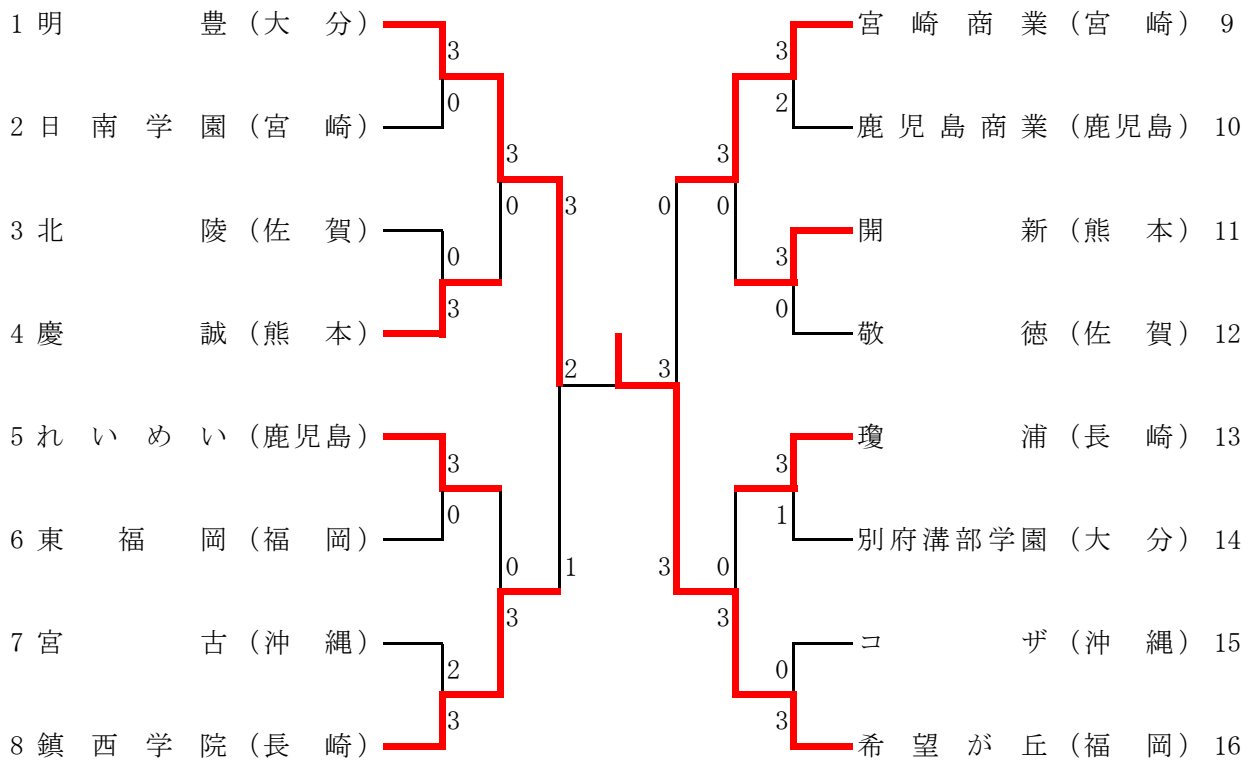 1 明豊（大分）
3
0
2 日南学園（宮崎）
3
0
3 北陵（佐賀）
0
3
4 慶誠（熊本）
3
2
5 れいめい（鹿児島）
3
0
6 東福岡（福岡）
0
3
1
7 宮古（沖縄）
2
3
8 鎮西学院（長崎）
宮崎商業（宮崎） 9
3
2
鹿児島商業（鹿児島） 10
3
0
0
開新（熊本） 11
3
0
敬徳（佐賀） 12
3
瓊浦（長崎） 13
3
1
別府溝部学園（大分） 14
3
0
3
コザ（沖縄） 15
0
3
希望が丘（福岡） 16